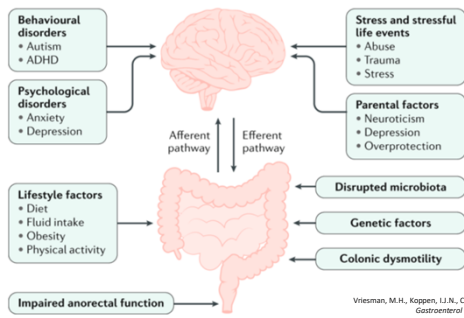 Behavioural
disorders
• Autism
• ADHD
Psychological
disorders
• Anxiety
• Depression
Stress and stressful
life events
• Abuse
• Trauma
• Stress
Parental factors
• Neuroticism
• Depression
• Overprotection
Afferent
pathway
Efferent
pathway
Lifestyle factors
• Diet
• Fluid intake
• Obesity
• Physical activity
Disrupted microbiota
Genetic factors
Colonic dysmotility
Impaired anorectal function
Vriesman, M.H., Koppen, I.J.N., C
Gastroenterol